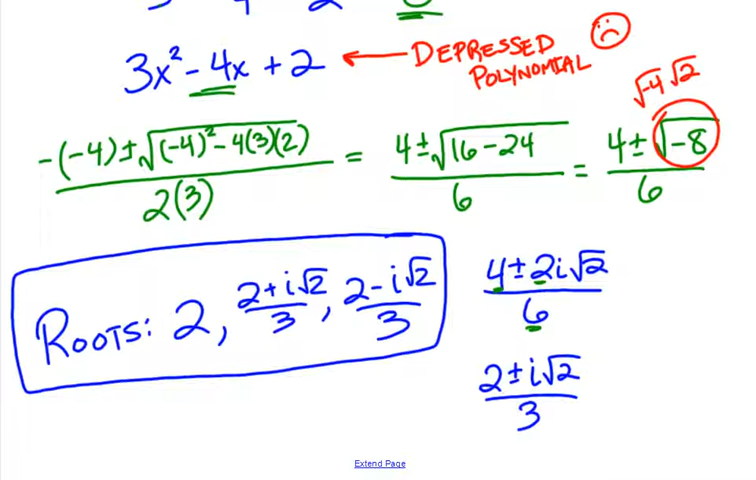 3x² - 4x + 2 ← DEPRESSED POLYNOMIAL
√-4 √2
-(-4) ± √(-4)² - 4(3)(2) / 2(3) = 4 ± √16 - 24 / 6 = 4 ± √-8 / 6
4 ± 2i√2 / 6
ROOTS: 2, 2 + i√2 / 3, 2 - i√2 / 3
2 ± i√2 / 3
Extend Page